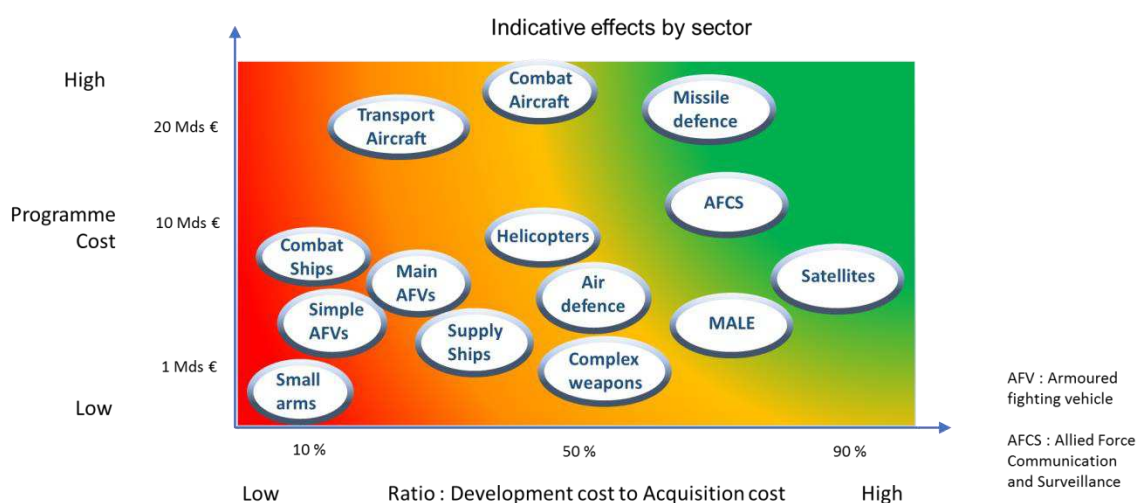 Indicative effects by sector
High
20 Mds €
Programme
Cost
10 Mds €
1 Mds €
Low
Combat
Aircraft
Missile
defence
Transport
Aircraft
AFCS
Helicopters
Combat
Ships
Main
AFVs
Air
defence
Satellites
Simple
AFVs
Supply
Ships
MALE
Complex
weapons
Small
arms
10 %
50 %
90 %
Low
Ratio : Development cost to Acquisition cost
High
AFV : Armoured
fighting vehicle
AFCS : Allied Force
Communication
and Surveillance